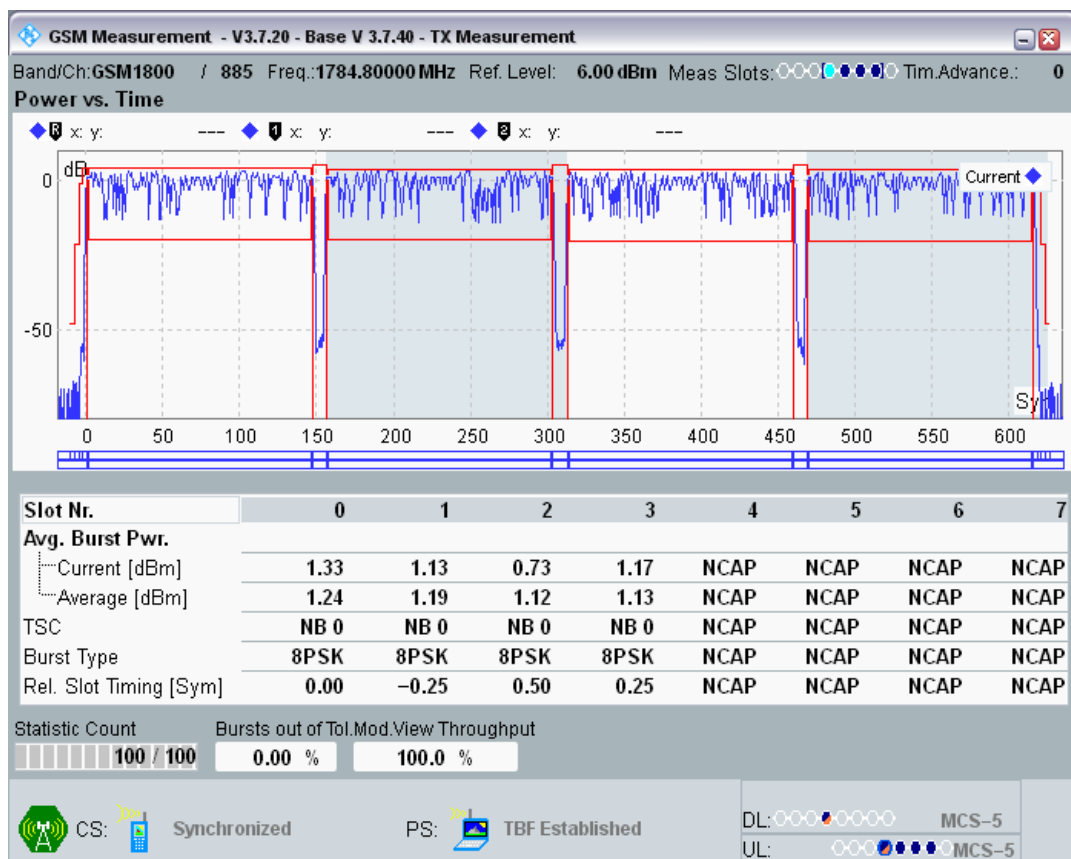 GSM Measurement - V3.7.20 - Base V 3.7.40 - TX Measurement
Band/Ch:GSM1800 / 885 Freq.:1784.80000 MHz Ref. Level: 6.00 dBm Meas Slots: Tim.Advance.: 0
Power vs. Time
R x: y: --- 1 x: y: --- 2 x: y: ---
dB
Current
0
-50
Sy
0 50 100 150 200 250 300 350 400 450 500 550 600
Slot Nr. 0 1 2 3 4 5 6 7
Avg. Burst Pwr.
Current [dBm] 1.33 1.13 0.73 1.17 NCAP NCAP NCAP NCAP
Average [dBm] 1.24 1.19 1.12 1.13 NCAP NCAP NCAP NCAP
TSC NB 0 NB 0 NB 0 NB 0 NCAP NCAP NCAP NCAP
Burst Type 8PSK 8PSK 8PSK 8PSK NCAP NCAP NCAP NCAP
Rel. Slot Timing [Sym] 0.00 −0.25 0.50 0.25 NCAP NCAP NCAP NCAP
Statistic Count Bursts out of Tol.Mod.View Throughput
100 / 100 0.00 % 100.0 %
CS: Synchronized PS: TBF Established
DL: MCS−5
UL: MCS−5